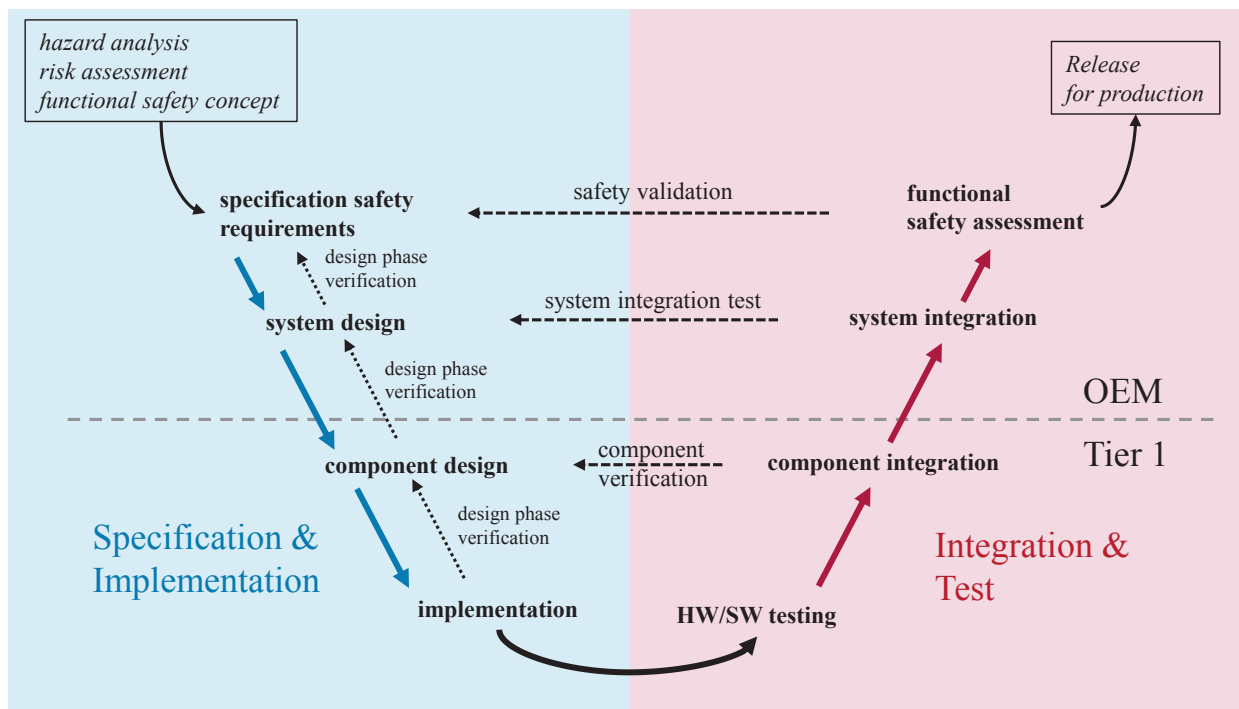 hazard analysis
risk assessment
functional safety concept
Release
for production
specification safety
requirements
safety validation
functional
safety assessment
design phase
verification
system design
system integration test
system integration
design phase
verification
OEM
component design
component
verification
component integration
Tier 1
design phase
verification
Specification &
Implementation
Integration &
Test
implementation
HW/SW testing